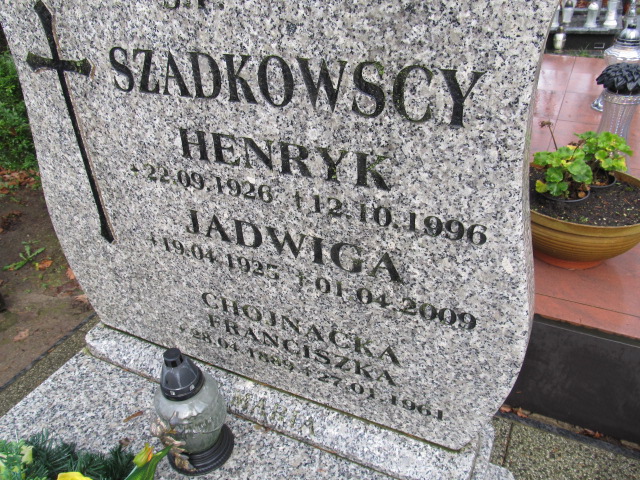 Ś.P.
SZADKOWSCY
HENRYK
*22.09.1926 †12.10.1996
JADWIGA
*19.04.1925 †01.04.2009
CHOJNACKA
FRANCISZKA
*28.04.1889 †27.01.1961